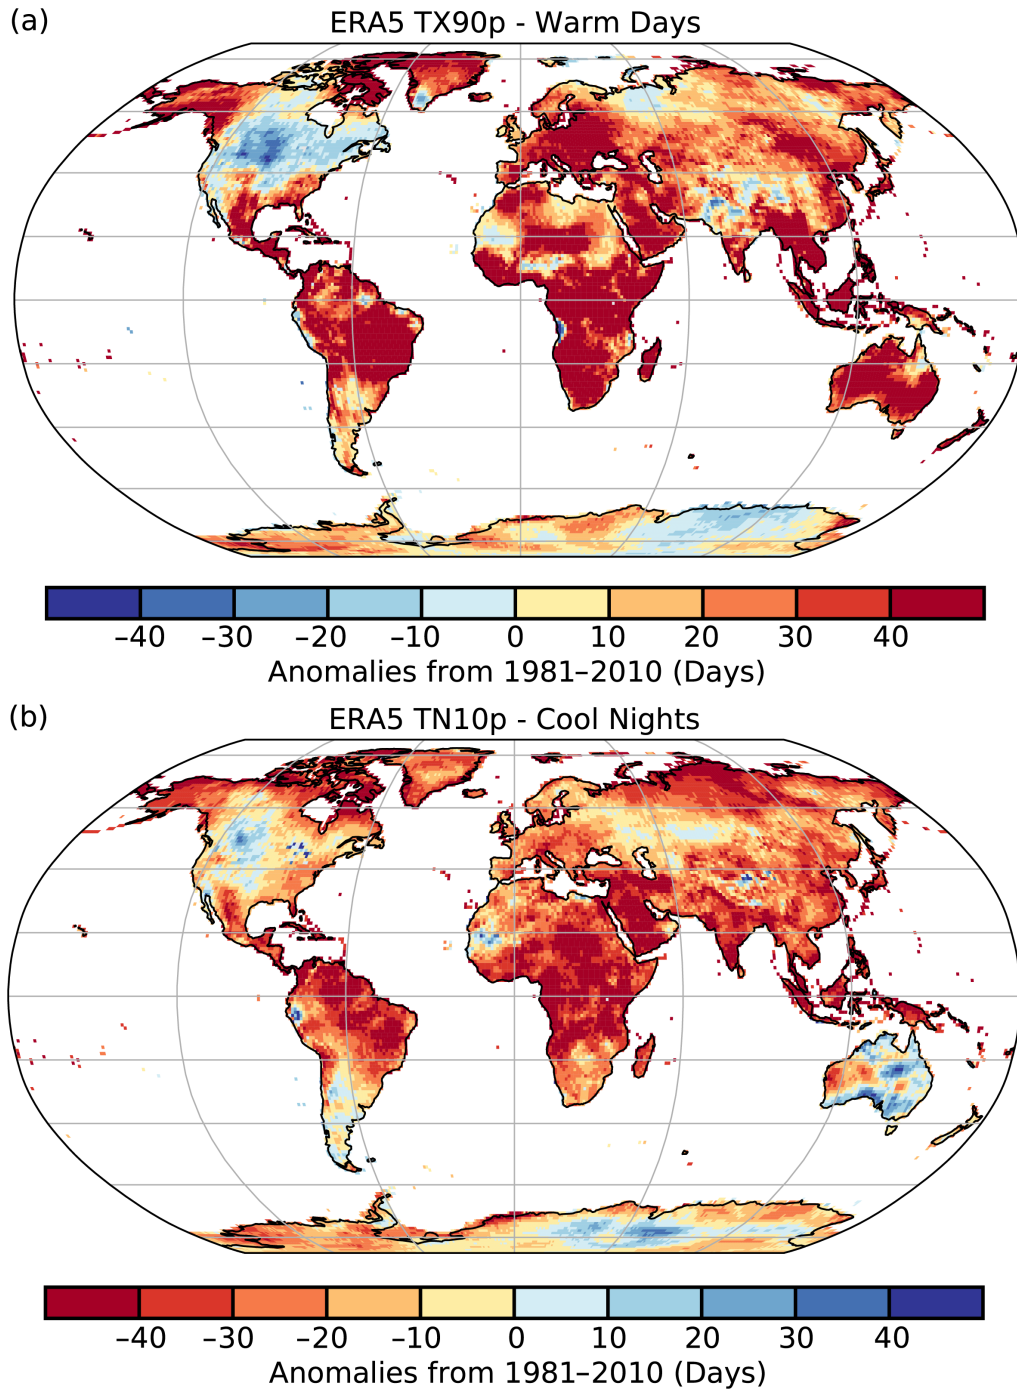 (a)
ERA5 TX90p - Warm Days
–40 –30 –20 –10 0 10 20 30 40
Anomalies from 1981–2010 (Days)
(b)
ERA5 TN10p - Cool Nights
–40 –30 –20 –10 0 10 20 30 40
Anomalies from 1981–2010 (Days)